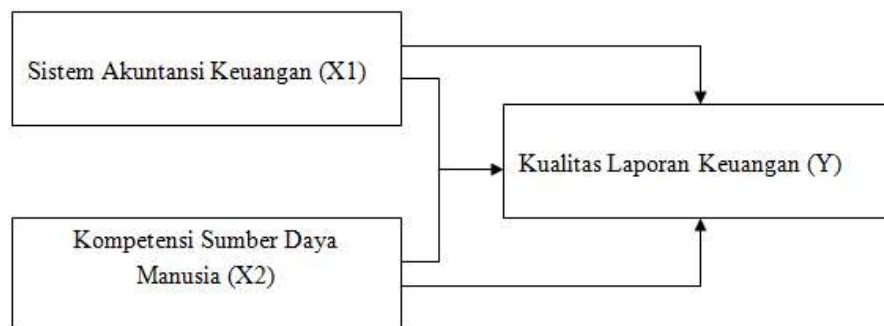 Sistem Akuntansi Keuangan (X1)
Kualitas Laporan Keuangan (Y)
Kompetensi Sumber Daya
Manusia (X2)